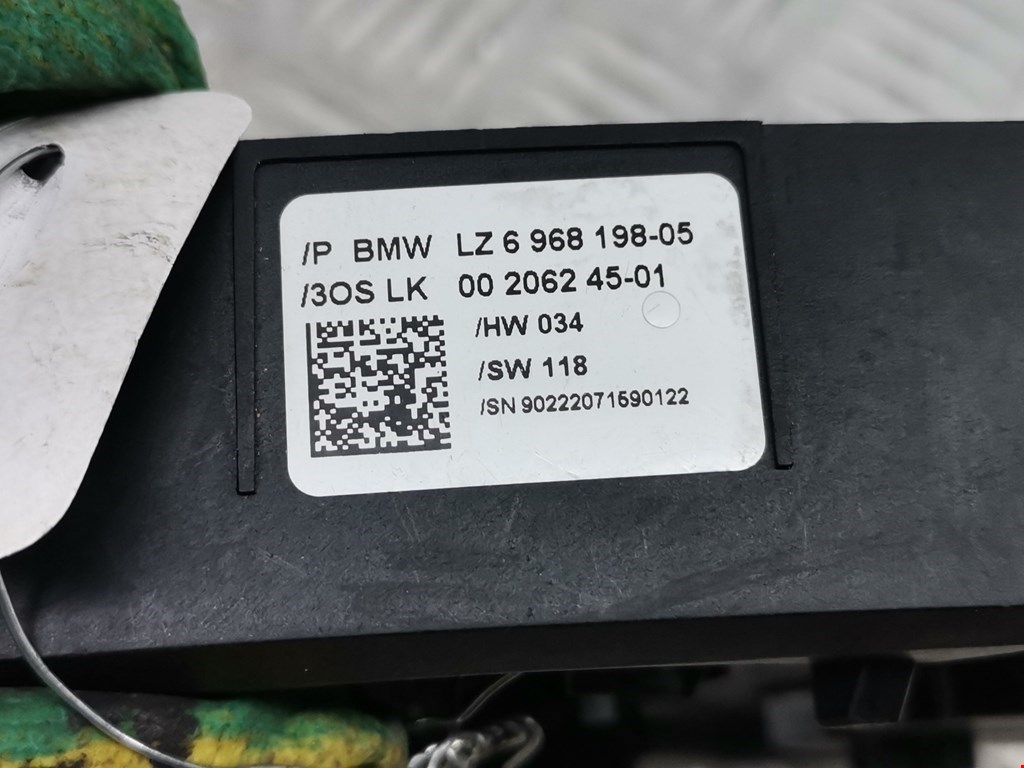 /P BMW LZ 6 968 198-05
/3OS LK 00 2062 45-01
/HW 034
/SW 118
/SN 90222071590122